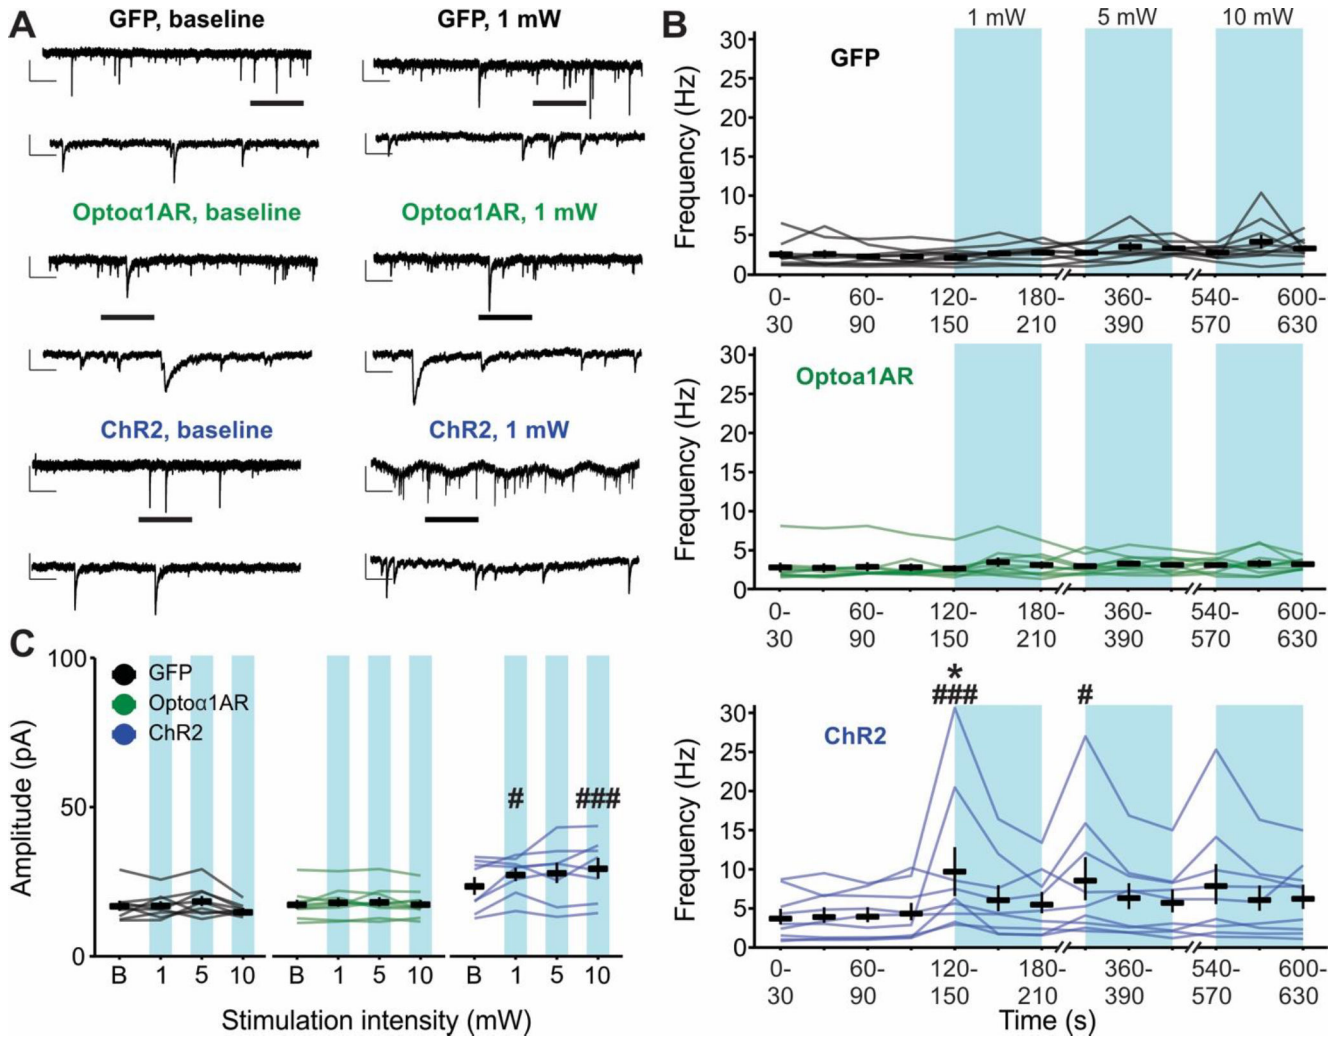 A
GFP, baseline
GFP, 1 mW
Optoα1AR, baseline
Optoα1AR, 1 mW
ChR2, baseline
ChR2, 1 mW
B
1 mW
5 mW
10 mW
GFP
Frequency (Hz)
30
25
20
15
10
5
0
0-30
60-90
120-150
180-210
360-390
540-570
600-630
Optoa1AR
Frequency (Hz)
30
25
20
15
10
5
0
0-30
60-90
120-150
180-210
360-390
540-570
600-630
*
###
#
ChR2
Frequency (Hz)
30
25
20
15
10
5
0
0-30
60-90
120-150
180-210
360-390
540-570
600-630
Time (s)
C
GFP
Optoα1AR
ChR2
Amplitude (pA)
100
50
0
#
###
B 1 5 10 B 1 5 10 B 1 5 10
Stimulation intensity (mW)